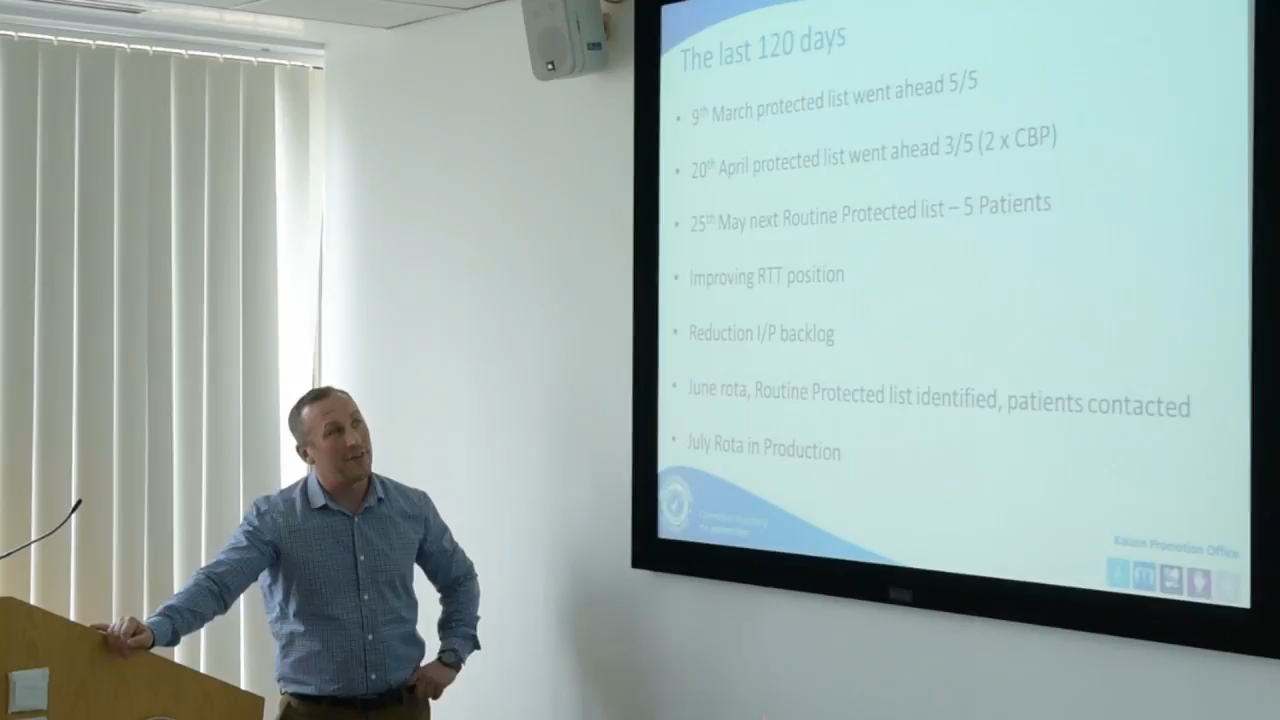 The last 120 days
9th March protected list went ahead 5/5
20th April protected list went ahead 3/5 (2 x CBP)
25th May next Routine Protected list – 5 Patients
Improving RTT position
Reduction I/P backlog
June rota, Routine Protected list identified, patients contacted
July Rota in Production
Kaizen Promotion Office